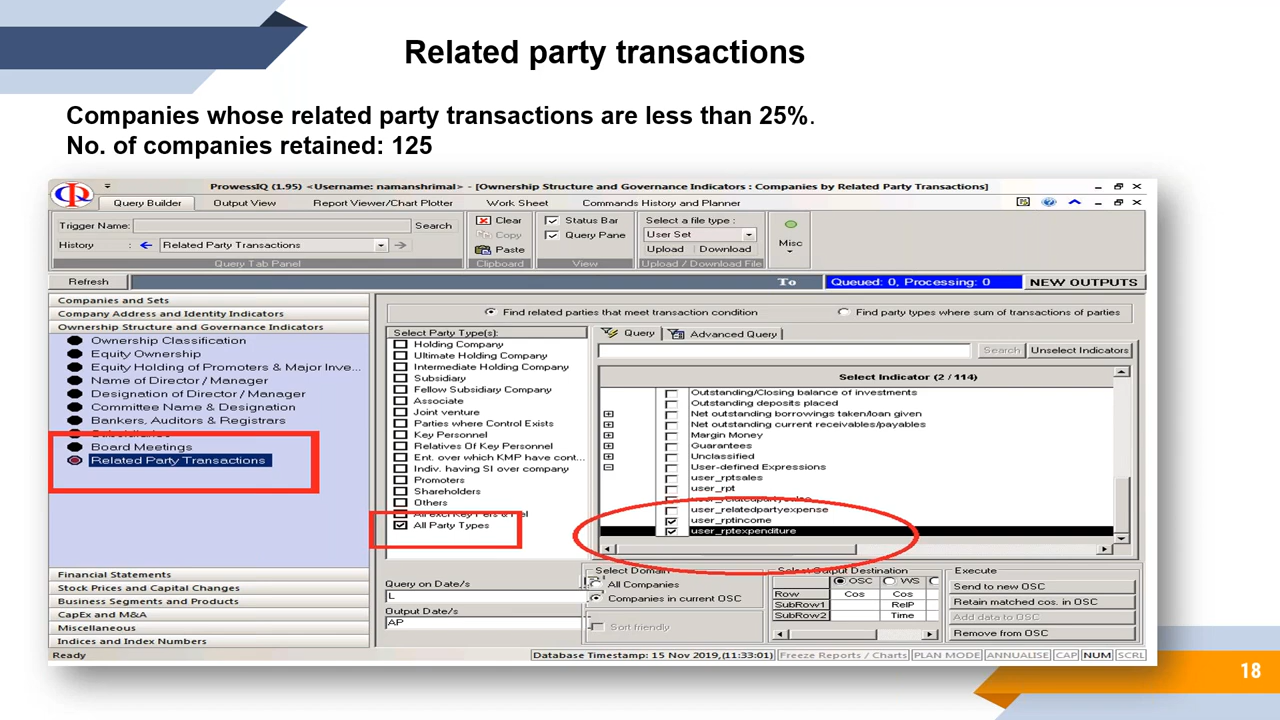 Related party transactions
Companies whose related party transactions are less than 25%.
No. of companies retained: 125
ProwessIQ (1.95) <Username: namanshrimal> - [Ownership Structure and Governance Indicators : Companies by Related Party Transactions]
Query Builder Output View Report Viewer/Chart Plotter Work Sheet Commands History and Planner
Trigger Name: Search
History : Related Party Transactions
Query Tab Panel
Clear
Copy
Paste
Clipboard
Status Bar
Query Pane
View
Select a file type :
User Set
Upload Download
Upload / Download File
Misc
Refresh To Queued: 0, Processing: 0 NEW OUTPUTS
Companies and Sets
Company Address and Identity Indicators
Ownership Structure and Governance Indicators
Ownership Classification
Equity Ownership
Equity Holding of Promoters & Major Inve...
Name of Director / Manager
Designation of Director / Manager
Committee Name & Designation
Bankers, Auditors & Registrars
Board Meetings
Related Party Transactions
Financial Statements
Stock Prices and Capital Changes
Business Segments and Products
CapEx and M&A
Miscellaneous
Indices and Index Numbers
Find related parties that meet transaction condition
Find party types where sum of transactions of parties
Select Party Type(s):
Holding Company
Ultimate Holding Company
Intermediate Holding Company
Subsidiary
Fellow Subsidiary Company
Associate
Joint venture
Parties where Control Exists
Key Personnel
Relatives Of Key Personnel
Ent. over which KMP have cont...
Indiv. having SI over company
Promoters
Shareholders
Others
All Party Types
Query on Date/s
L
Output Date/s
AP
Query Advanced Query
Search Unselect Indicators
Select Indicator (2 / 114)
Outstanding/Closing balance of investments
Outstanding deposits placed
Net outstanding borrowings taken/loan given
Net outstanding current receivables/payables
Margin Money
Guarantees
Unclassified
User-defined Expressions
user_rptsales
user_rpt
user_relatedpartyexpense
user_rptincome
user_rptexpenditure
Select Domain
All Companies
Companies in current OSC
Sort friendly
Select Output Destination
OSC WS
Row Cos Cos
SubRow1 RelP
SubRow2 Time
Execute
Send to new OSC
Retain matched cos. in OSC
Add data to OSC
Remove from OSC
Ready Database Timestamp: 15 Nov 2019,(11:33:01) Freeze Reports / Charts PLAN MODE ANNUALISE CAP NUM SCRL
18